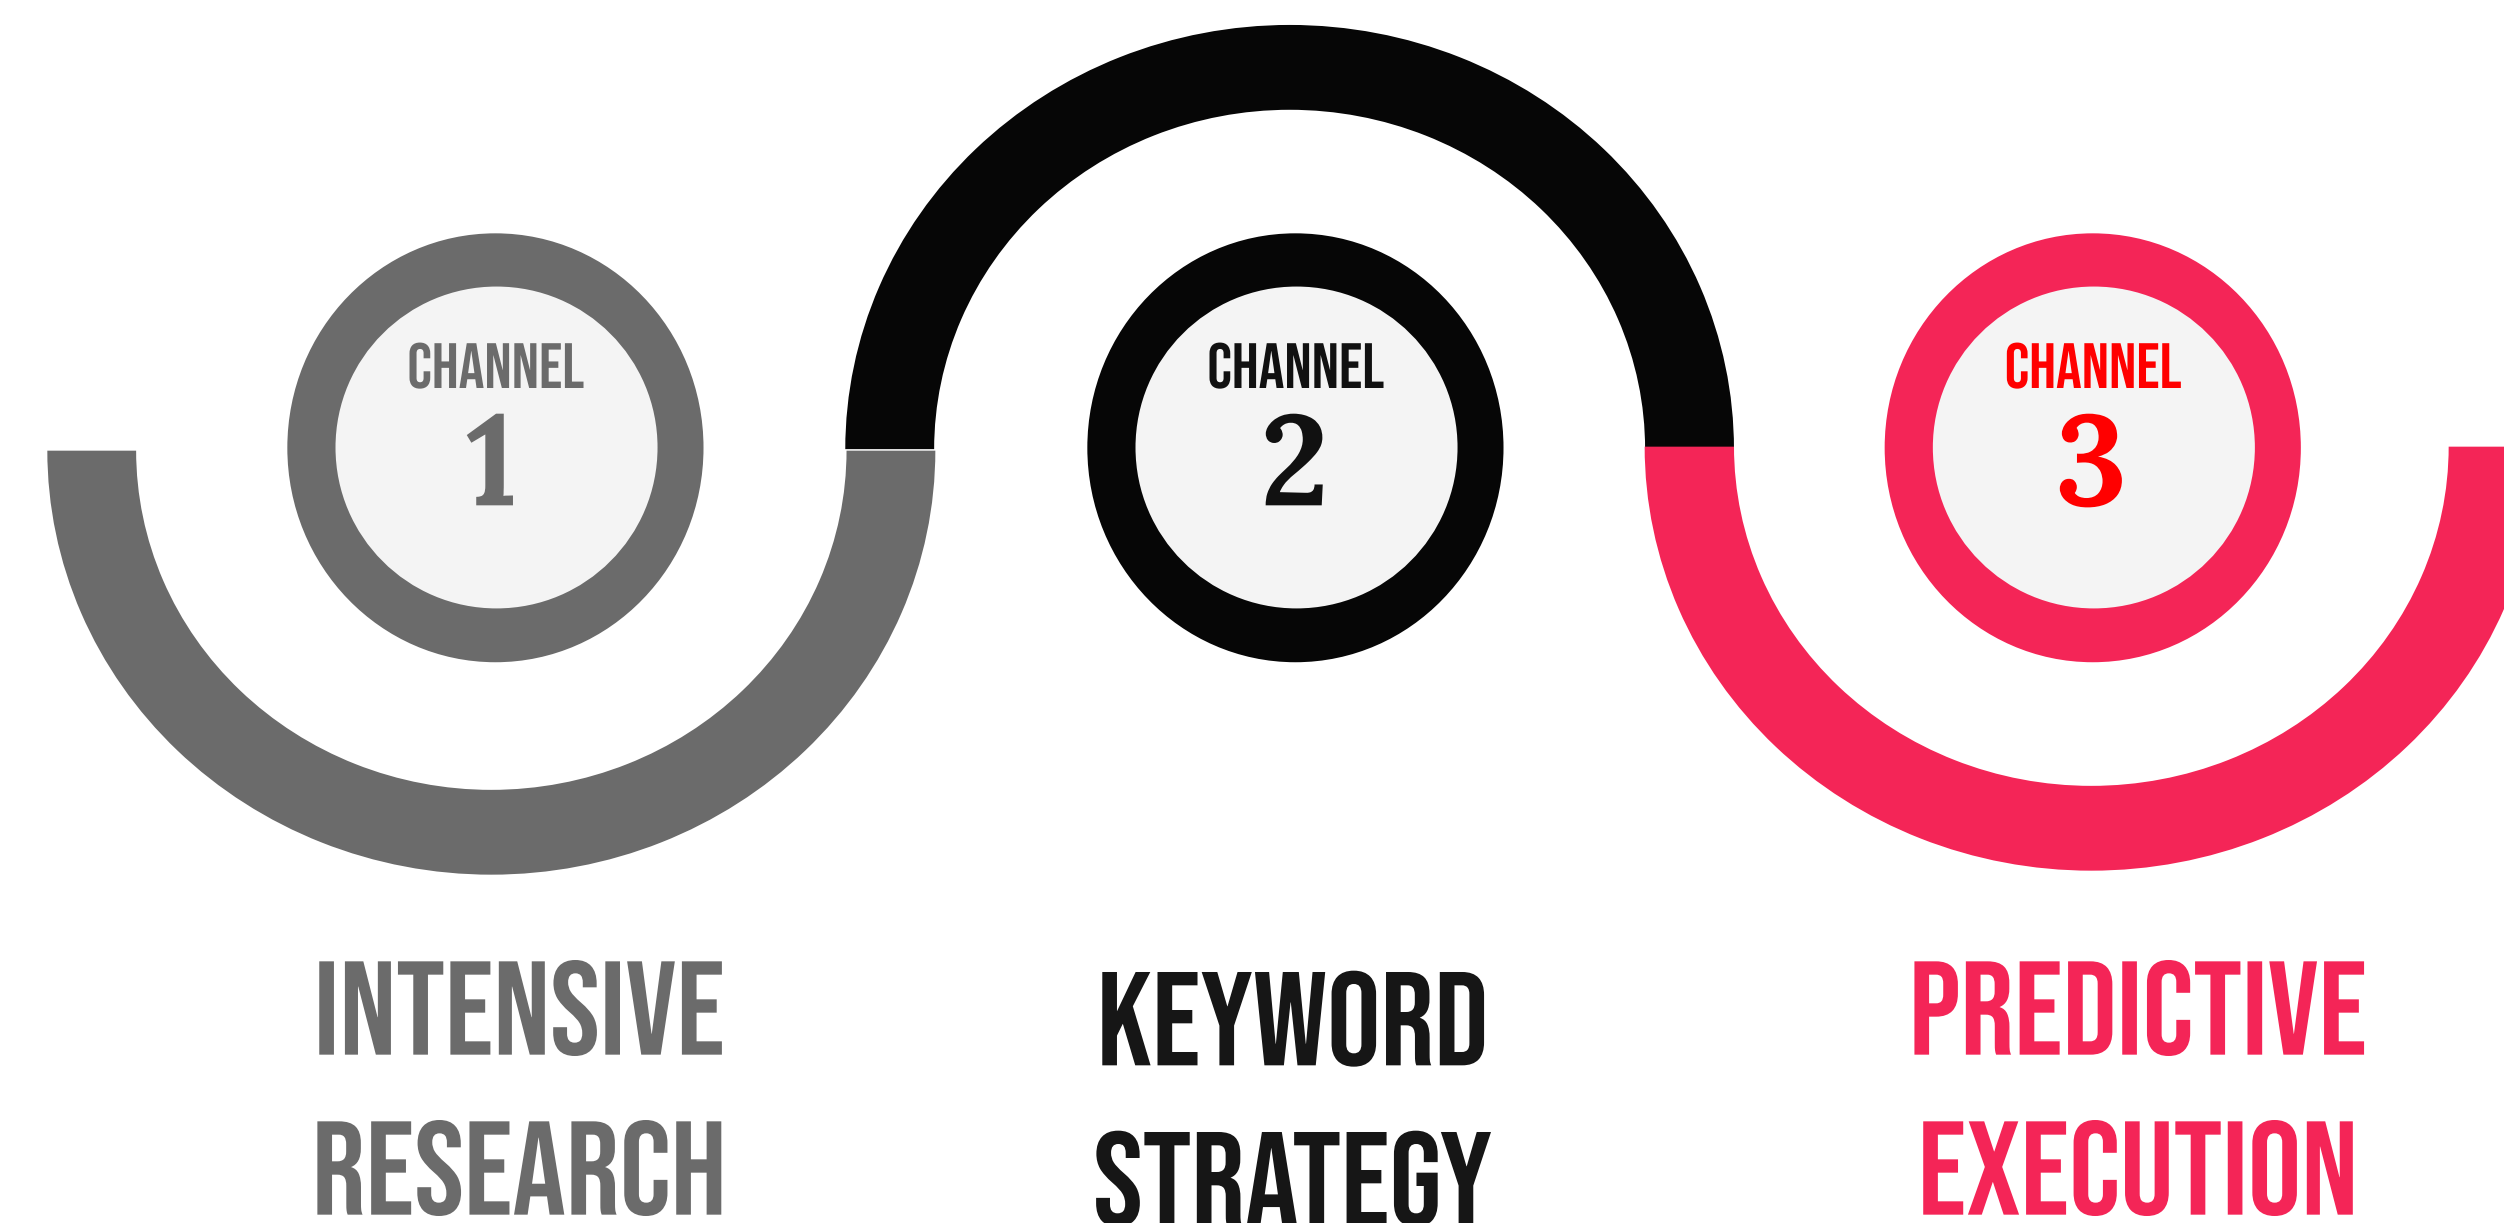 CHANNEL
1
CHANNEL
2
CHANNEL
3
INTENSIVE
RESEARCH
KEYWORD
STRATEGY
PREDICTIVE
EXECUTION